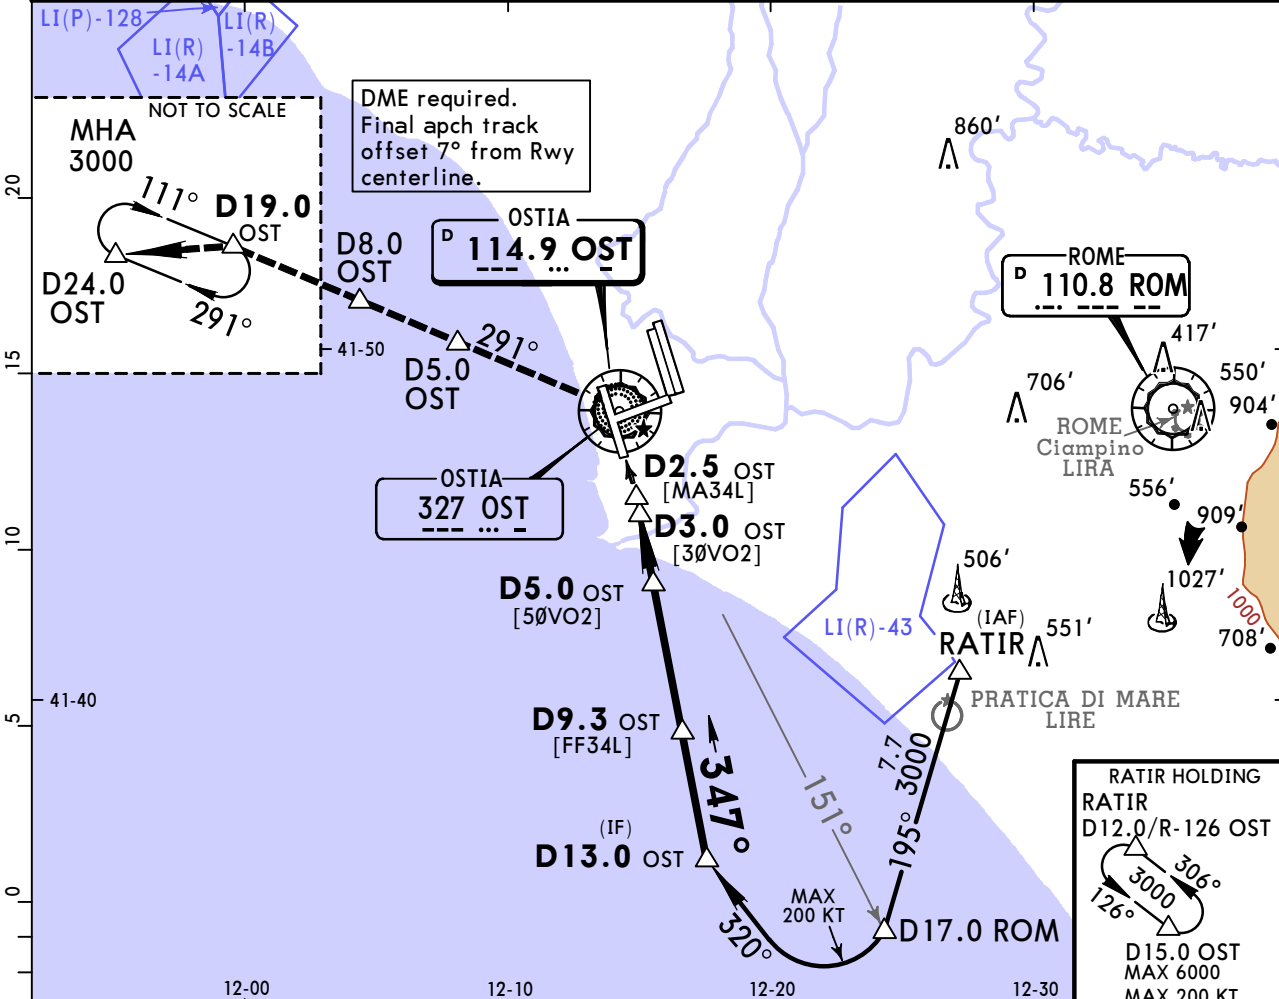 LI(P)-128
LI(R)
-14B
LI(R)
-14A
NOT TO SCALE
MHA
3000
111°
D19.0
OST
D24.0
OST
291°
DME required.
Final apch track
offset 7° from Rwy
centerline.
860'
20
OSTIA
D 114.9 OST
D8.0
OST
ROME
D 110.8 ROM
417'
550'
904'
706'
ROME
Ciampino
LIRA
41-50
291°
D5.0
OST
15
OSTIA
327 OST
D2.5 OST
[MA34L]
D3.0 OST
[3Ø VO2]
556'
909'
10
D5.0 OST
[5ØVO2]
506'
1027'
1000
708'
LI(R)-43
(IAF)
RATIR
551'
41-40
PRATICA DI MARE
LIRE
5
D9.3 OST
[FF34L]
347°
151°
7.7
195° 3000
(IF)
D13.0 OST
0
MAX
200 KT
320°
D17.0 ROM
RATIR HOLDING
RATIR
D12.0/R-126 OST
306°
3000
126°
D15.0 OST
MAX 6000
MAX 200 KT
12-00
12-10
12-20
12-30